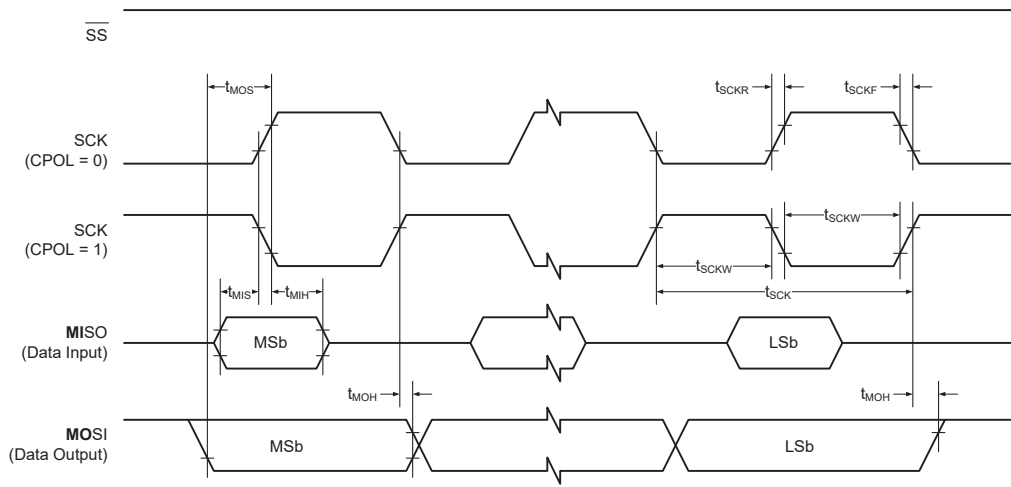 SS
tMOS
tSCKR
tSCKF
SCK
(CPOL = 0)
SCK
(CPOL = 1)
tSCKW
tSCKW
tSCK
tMIS
tMIH
MISO
(Data Input)
MSb
LSb
tMOH
tMOH
MOSI
(Data Output)
MSb
LSb